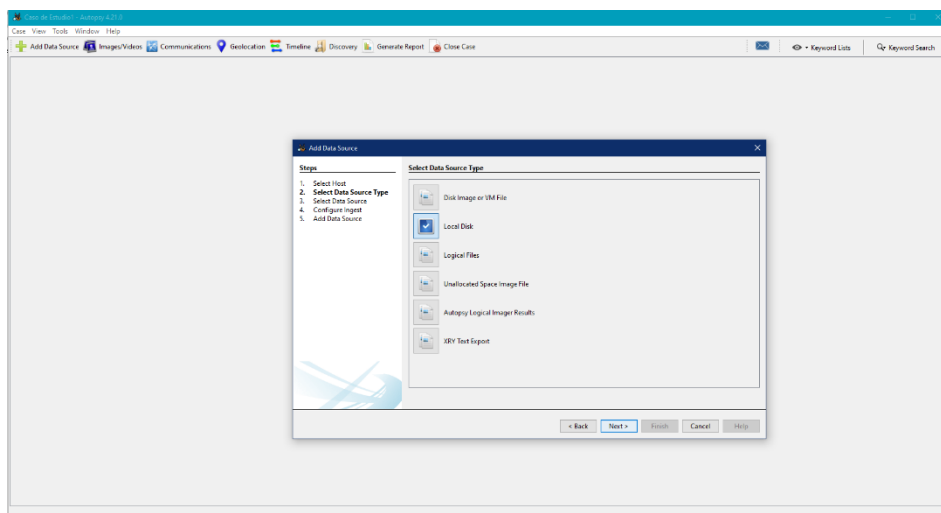 Caso de Estudio1 - Autopsy 4.21.0
Case View Tools Window Help
Add Data Source Images/Videos Communications Geolocation Timeline Discovery Generate Report Close Case Keyword Lists Keyword Search
Add Data Source
Steps
1. Select Host
2. Select Data Source Type
3. Select Data Source
4. Configure Ingest
5. Add Data Source
Select Data Source Type
Disk Image or VM File
Local Disk
Logical Files
Unallocated Space Image File
Autopsy Logical Imager Results
XRY Text Export
< Back Next > Finish Cancel Help